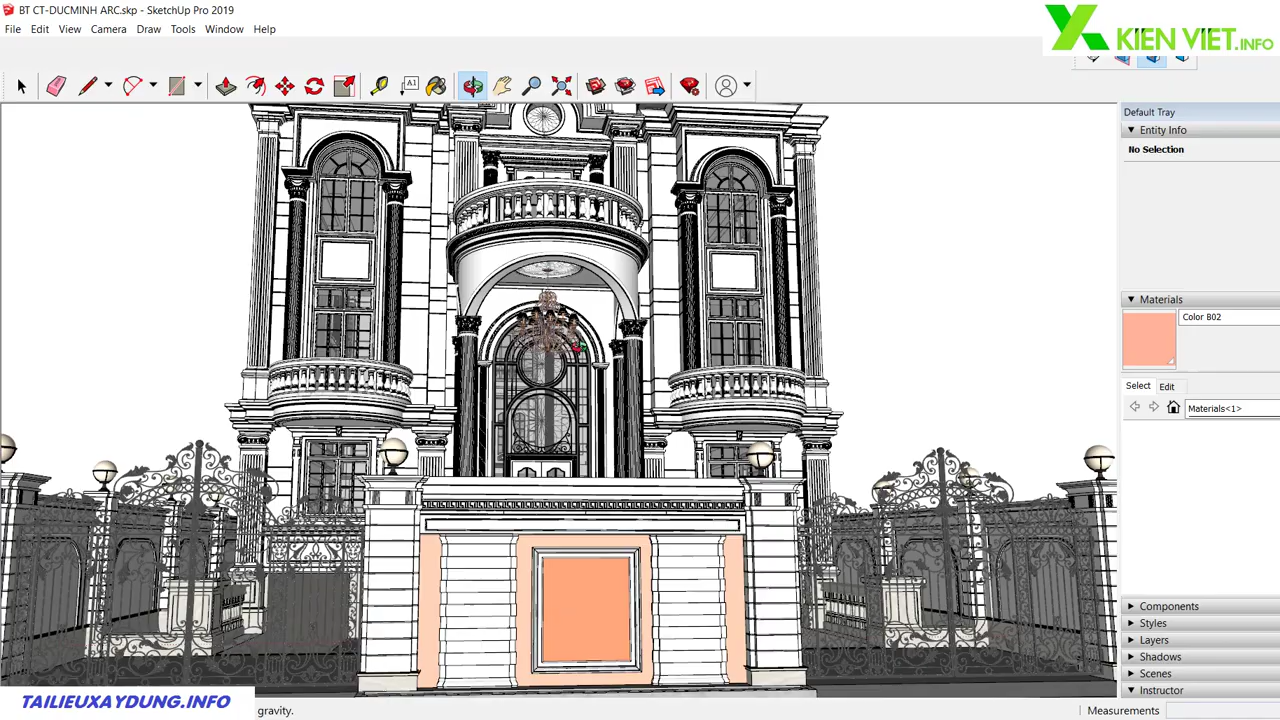 BT CT-DUCMINH ARC.skp - SketchUp Pro 2019
File Edit View Camera Draw Tools Window Help
KIEN VIET.INFO
A1
Default Tray
Entity Info
No Selection
Materials
Color B02
Select Edit
Materials<1>
Components
Styles
Layers
Shadows
Scenes
Instructor
TAILIEUXAYDUNG.INFO
gravity.
Measurements